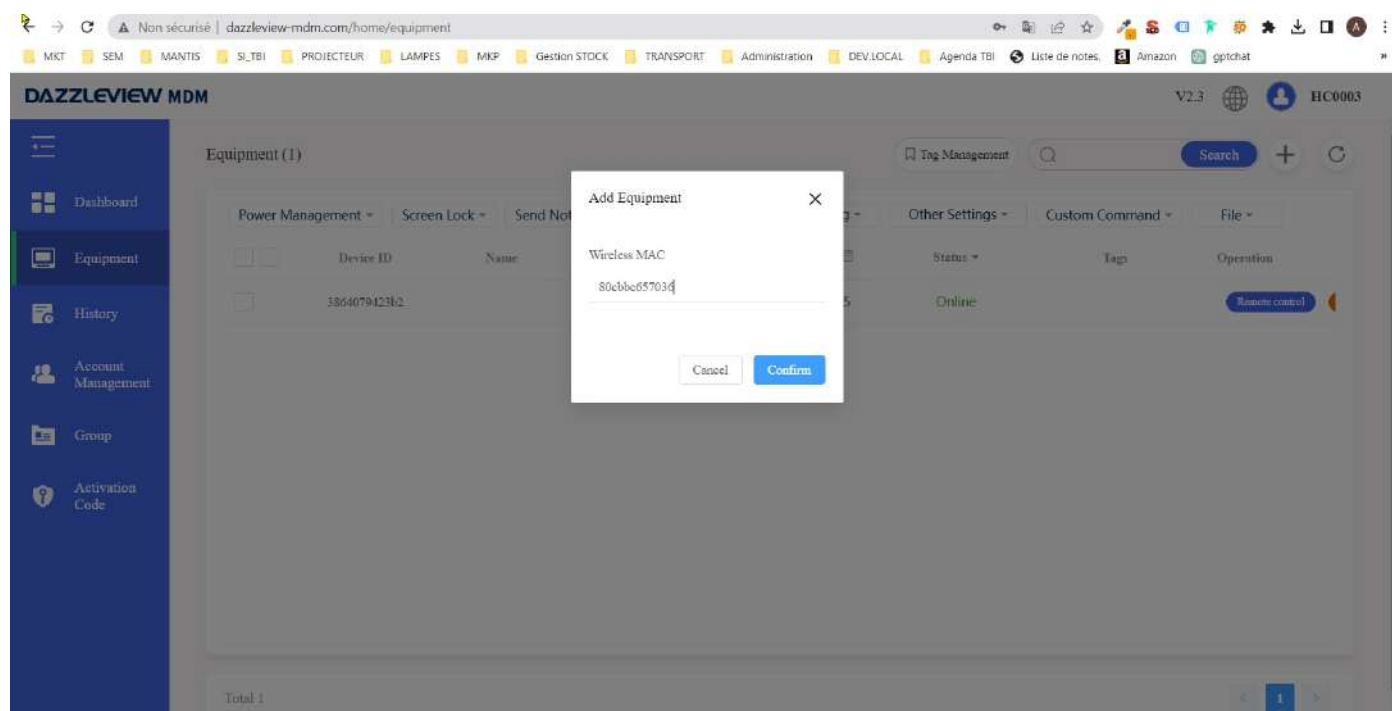 Non sécurisé | dazzleview-mdm.com/home/equipment
A
MKT SEM MANTIS SI_TBI PROJECTEUR LAMPES MKP Gestion STOCK TRANSPORT Administration DEV.LOCAL Agenda TBI Liste de notes. Amazon gptchat »
DAZZLEVIEW MDM V2.3 HC0003
Equipment (1) Tag Management Search
Dashboard
Equipment
History
Account
Management
Group
Activation
Code
Power Management Screen Lock Send Not Other Settings Custom Command File
Device ID Name Status Tags Operation
3864079423b2 5 Online Remote control
Add Equipment
Wireless MAC
80cbbc657036
Cancel Confirm
Total 1 1